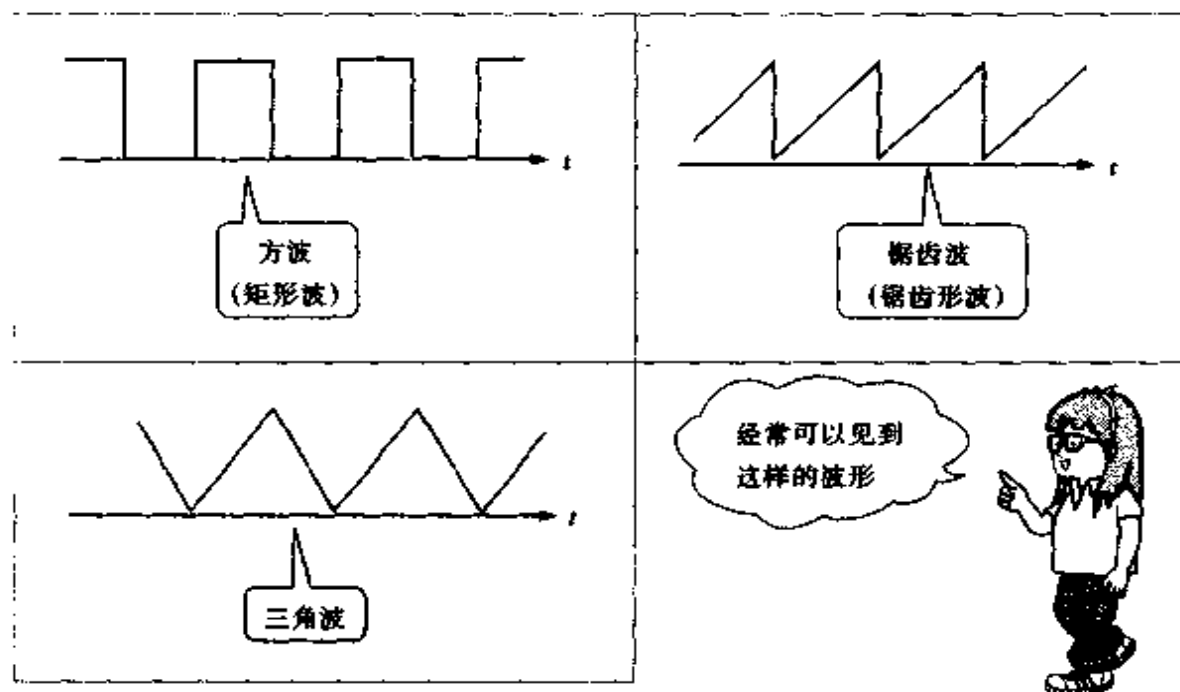 t
方波
(矩形波)
t
锯齿波
(锯齿形波)
t
三角波
经常可以见到
这样的波形